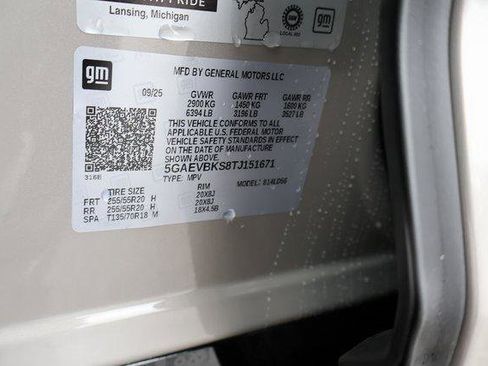 RIDE
Lansing, Michigan
LOCAL 602
gm
gm
MFD BY GENERAL MOTORS LLC
09/25 GVWR GAWR FRT GAWR RR
2900 KG 1450 KG 1600 KG
6394 LB 3196 LB 3527 LB
THIS VEHICLE CONFORMS TO ALL
APPLICABLE U.S. FEDERAL MOTOR
VEHICLE SAFETY
STANDARDS IN EFFECT ON THE DATE
OF MANUFACTURE SHOWN ABOVE.
5GAEVBKS8TJ151671
TYPE: MPV MODEL: 814LD56
TIRE SIZE RIM
FRT 255/55R20 H 20X8J
RR 255/55R20 H 20X8J
SPA T135/70R18 M 18X4.5B